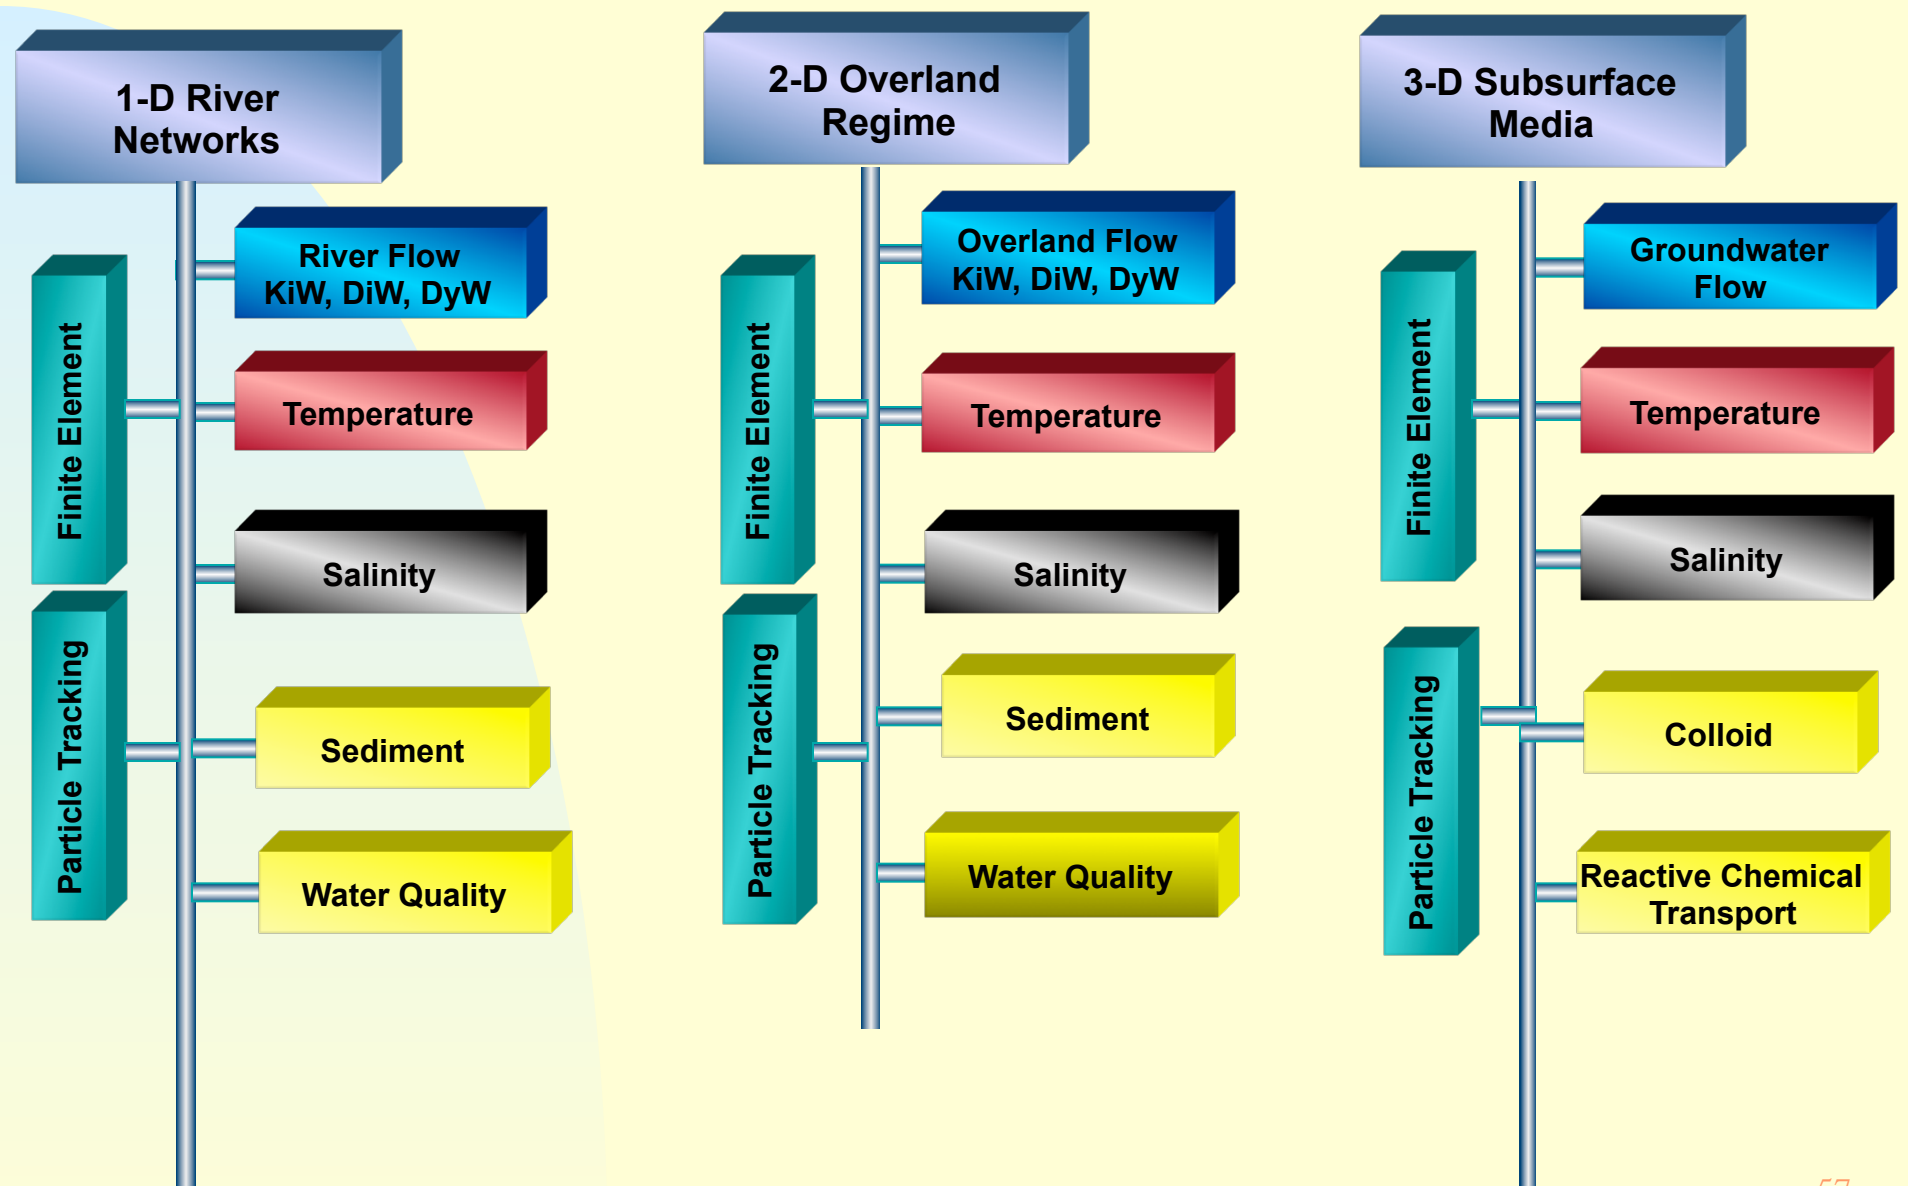 1-D River
Networks
River Flow
KiW, DiW, DyW
Finite Element
Temperature
Salinity
Particle Tracking
Sediment
Water Quality
2-D Overland
Regime
Overland Flow
KiW, DiW, DyW
Finite Element
Temperature
Salinity
Particle Tracking
Sediment
Water Quality
3-D Subsurface
Media
Groundwater
Flow
Finite Element
Temperature
Salinity
Particle Tracking
Colloid
Reactive Chemical
Transport